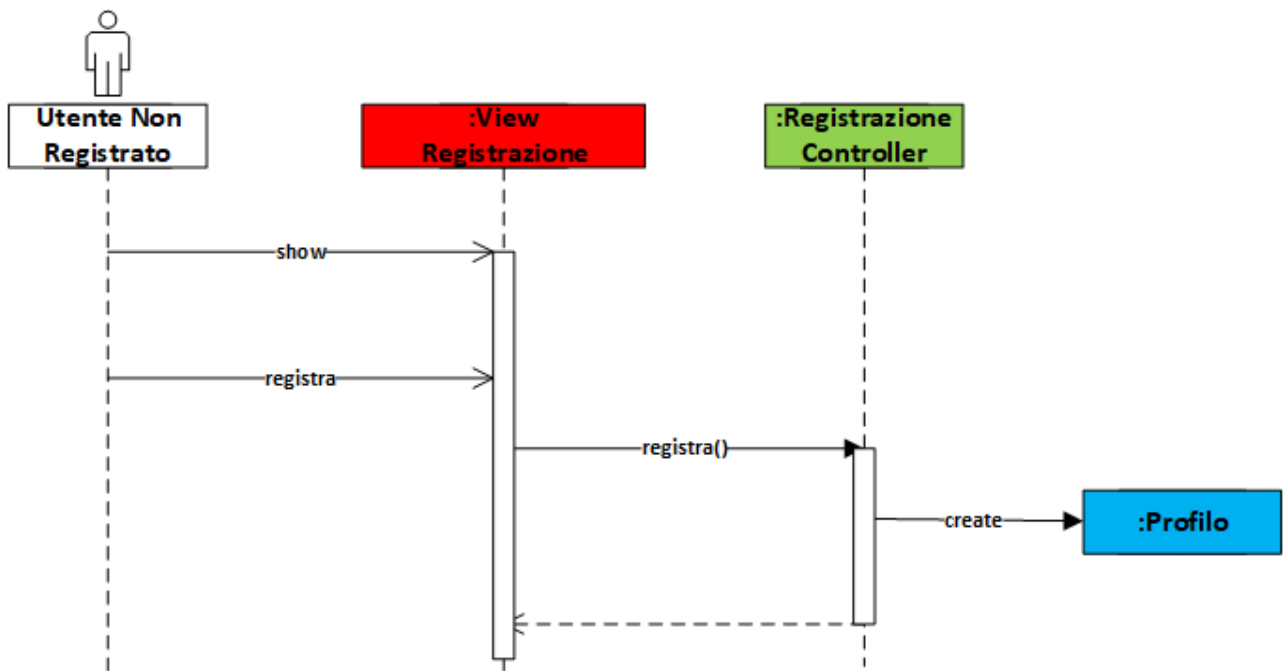 Utente Non
Registrato
:View
Registrazione
:Registrazione
Controller
show
registra
registra()
create
:Profilo